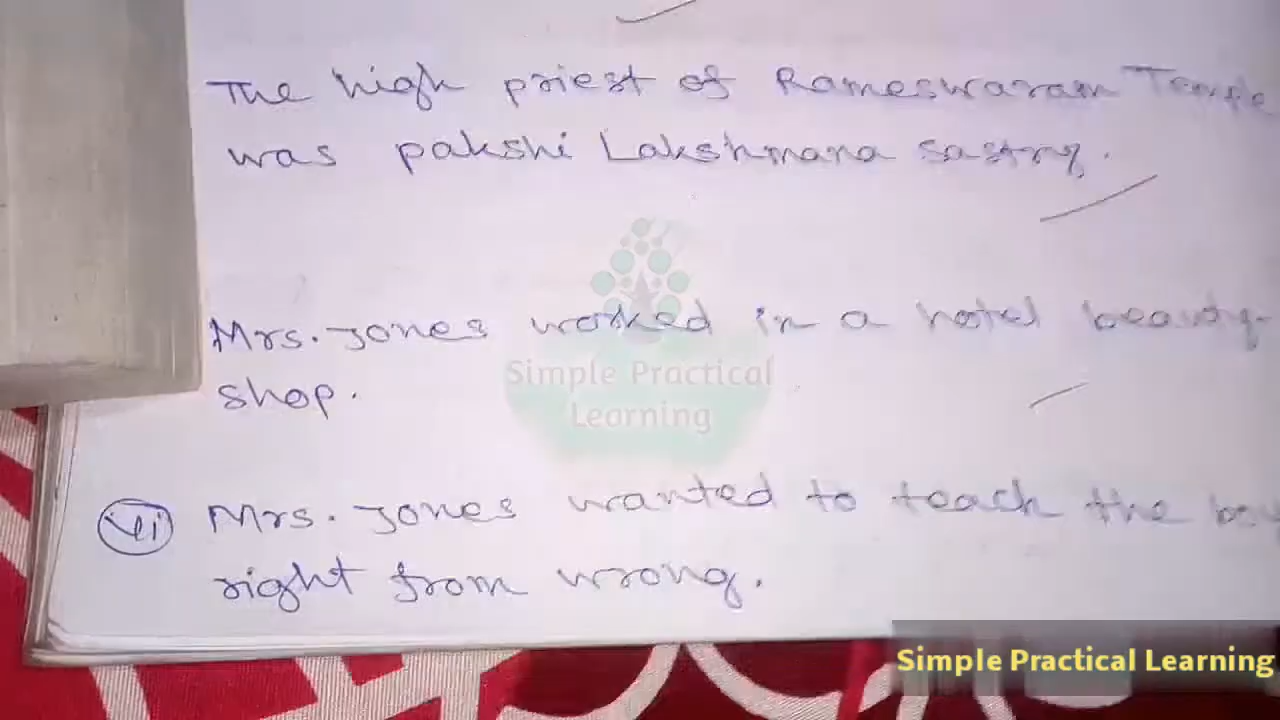 The high priest of Rameswaram Temple
was pakshi Lakshmana Sastry.
Mrs. Jones worked in a hotel beauty-
shop.
Simple Practical
Learning
vi Mrs. Jones wanted to teach the boy
right from wrong.
Simple Practical Learning